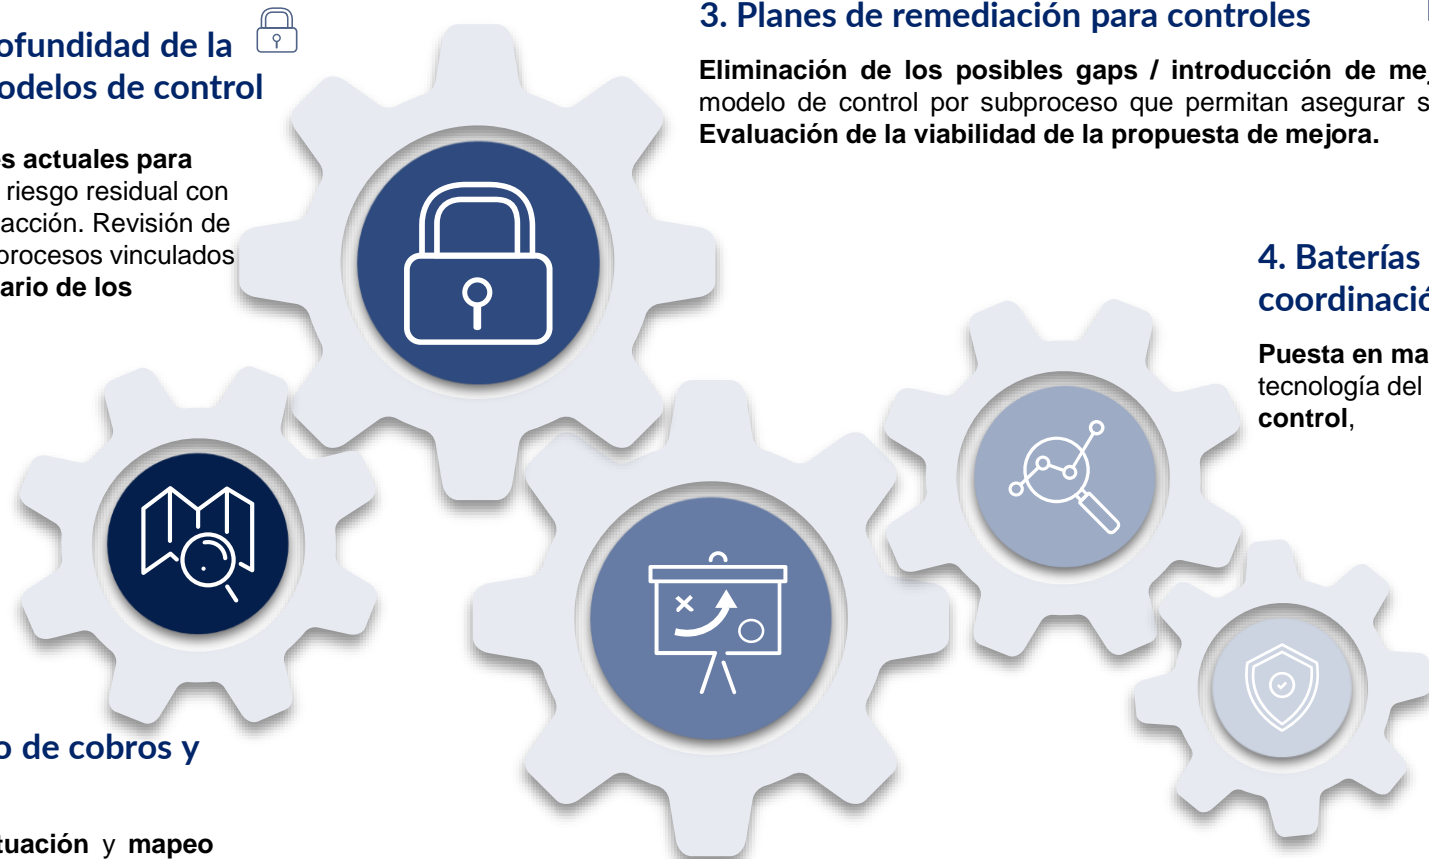 ofundidad de la
odelos de control
s actuales para
riesgo residual con
acción. Revisión de
procesos vinculados
ario de los
3. Planes de remediación para controles
Eliminación de los posibles gaps / introducción de mej
modelo de control por subproceso que permitan asegurar s
Evaluación de la viabilidad de la propuesta de mejora.
4. Baterías
coordinació
Puesta en ma
tecnología del
control,
o de cobros y
tuación y mapeo